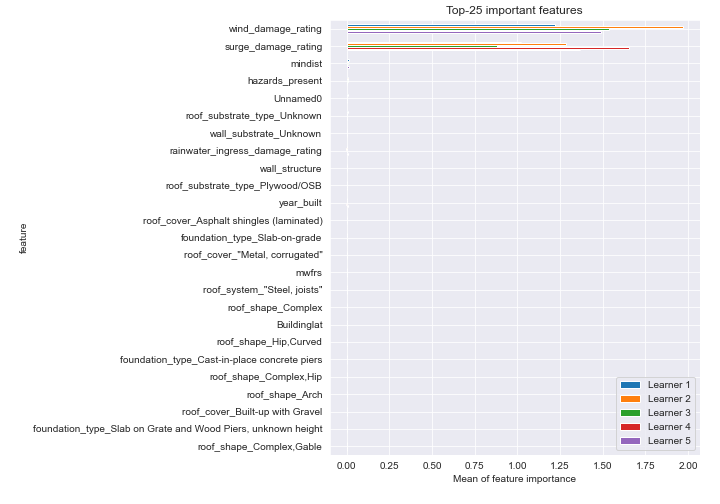 Top-25 important features
wind_damage_rating
surge_damage_rating
mindist
hazards_present
Unnamed0
roof_substrate_type_Unknown
wall_substrate_Unknown
rainwater_ingress_damage_rating
wall_structure
roof_substrate_type_Plywood/OSB
year_built
roof_cover_Asphalt shingles (laminated)
foundation_type_Slab-on-grade
roof_cover_"Metal, corrugated"
mwfrs
roof_system_"Steel, joists"
roof_shape_Complex
Buildinglat
roof_shape_Hip,Curved
foundation_type_Cast-in-place concrete piers
roof_shape_Complex,Hip
roof_shape_Arch
roof_cover_Built-up with Gravel
foundation_type_Slab on Grate and Wood Piers, unknown height
roof_shape_Complex,Gable
feature
Learner 1
Learner 2
Learner 3
Learner 4
Learner 5
0.00 0.25 0.50 0.75 1.00 1.25 1.50 1.75 2.00
Mean of feature importance